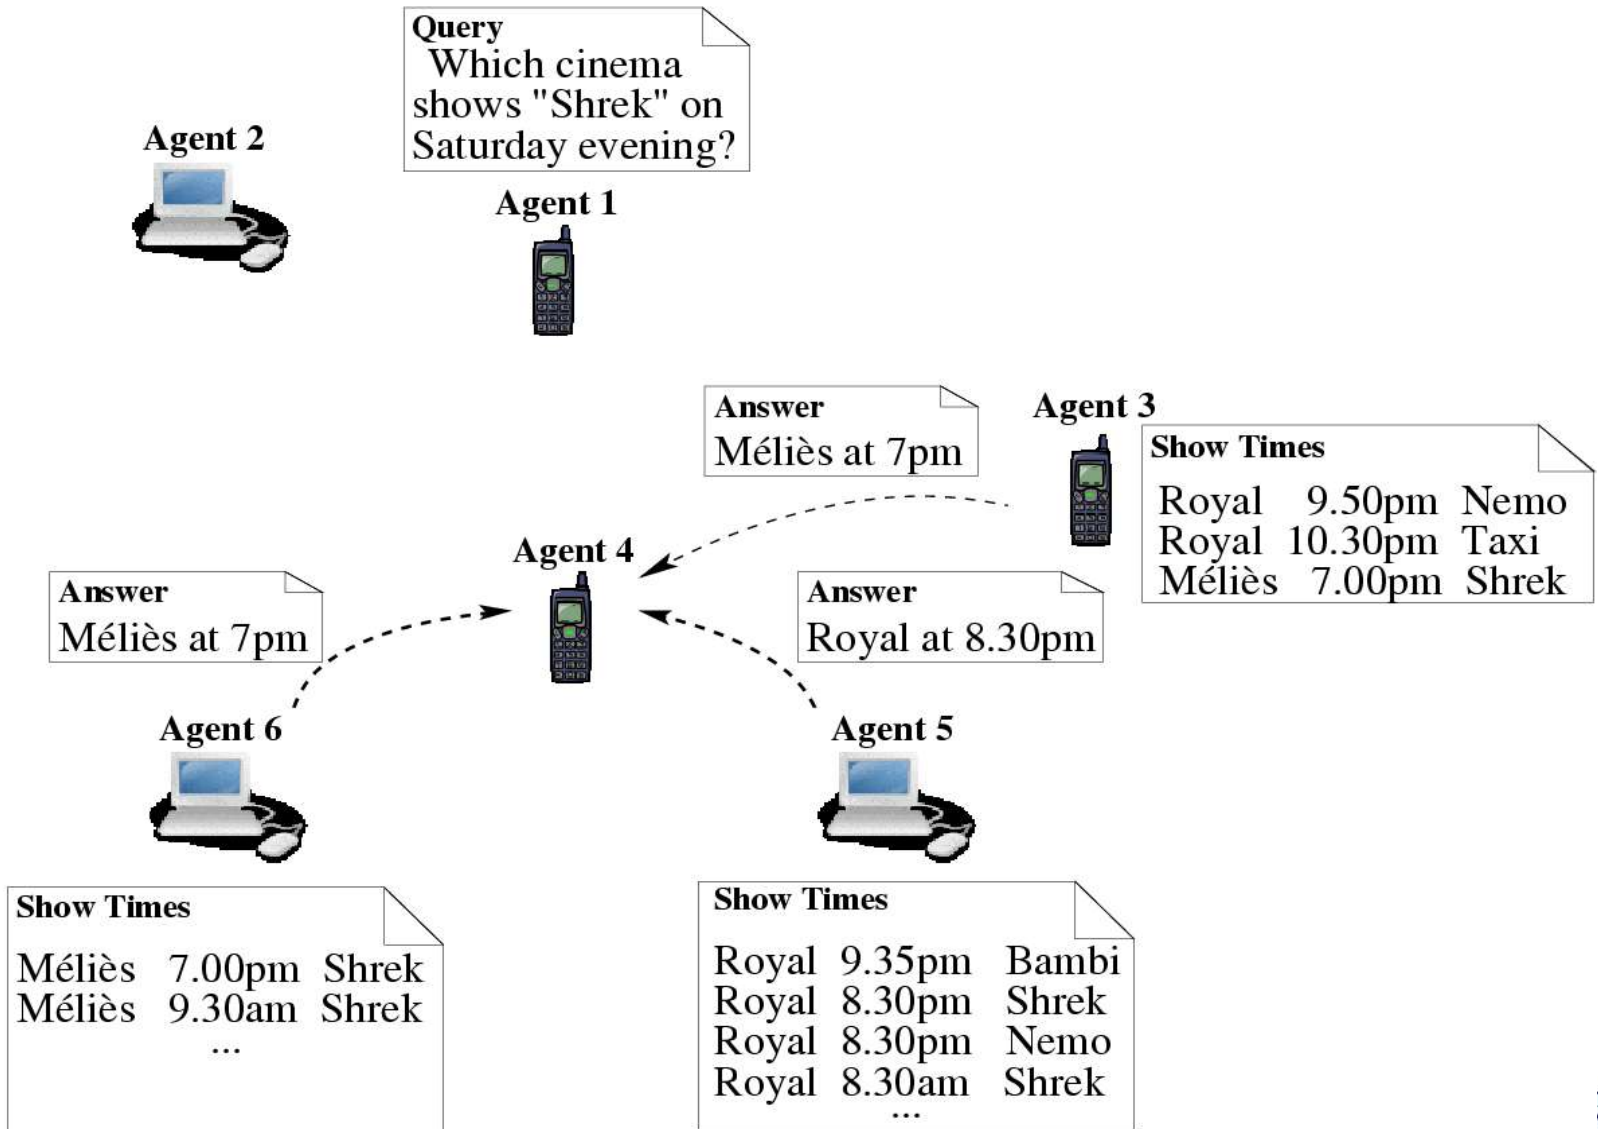 Query
Which cinema
shows "Shrek" on
Saturday evening?
Agent 2
Agent 1
Answer
Méliès at 7pm
Agent 3
Show Times
Royal 9.50pm Nemo
Royal 10.30pm Taxi
Méliès 7.00pm Shrek
Agent 4
Answer
Méliès at 7pm
Answer
Royal at 8.30pm
Agent 6
Agent 5
Show Times
Méliès 7.00pm Shrek
Méliès 9.30am Shrek
...
Show Times
Royal 9.35pm Bambi
Royal 8.30pm Shrek
Royal 8.30pm Nemo
Royal 8.30am Shrek
...